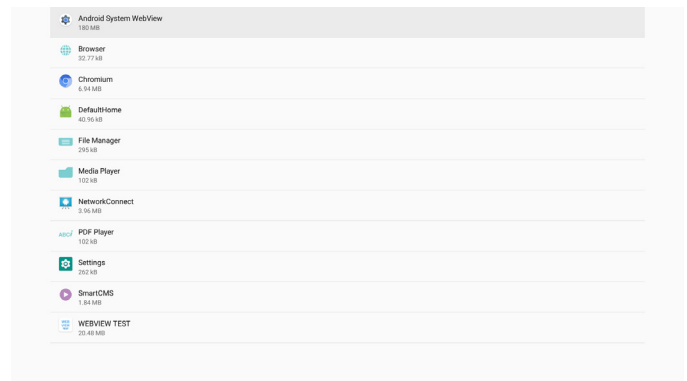 Android System WebView
180 MB
Browser
32.77 kB
Chromium
6.94 MB
DefaultHome
40.96 kB
File Manager
295 kB
Media Player
102 kB
NetworkConnect
3.96 MB
PDF Player
102 kB
Settings
262 kB
SmartCMS
1.84 MB
WEBVIEW TEST
20.48 MB